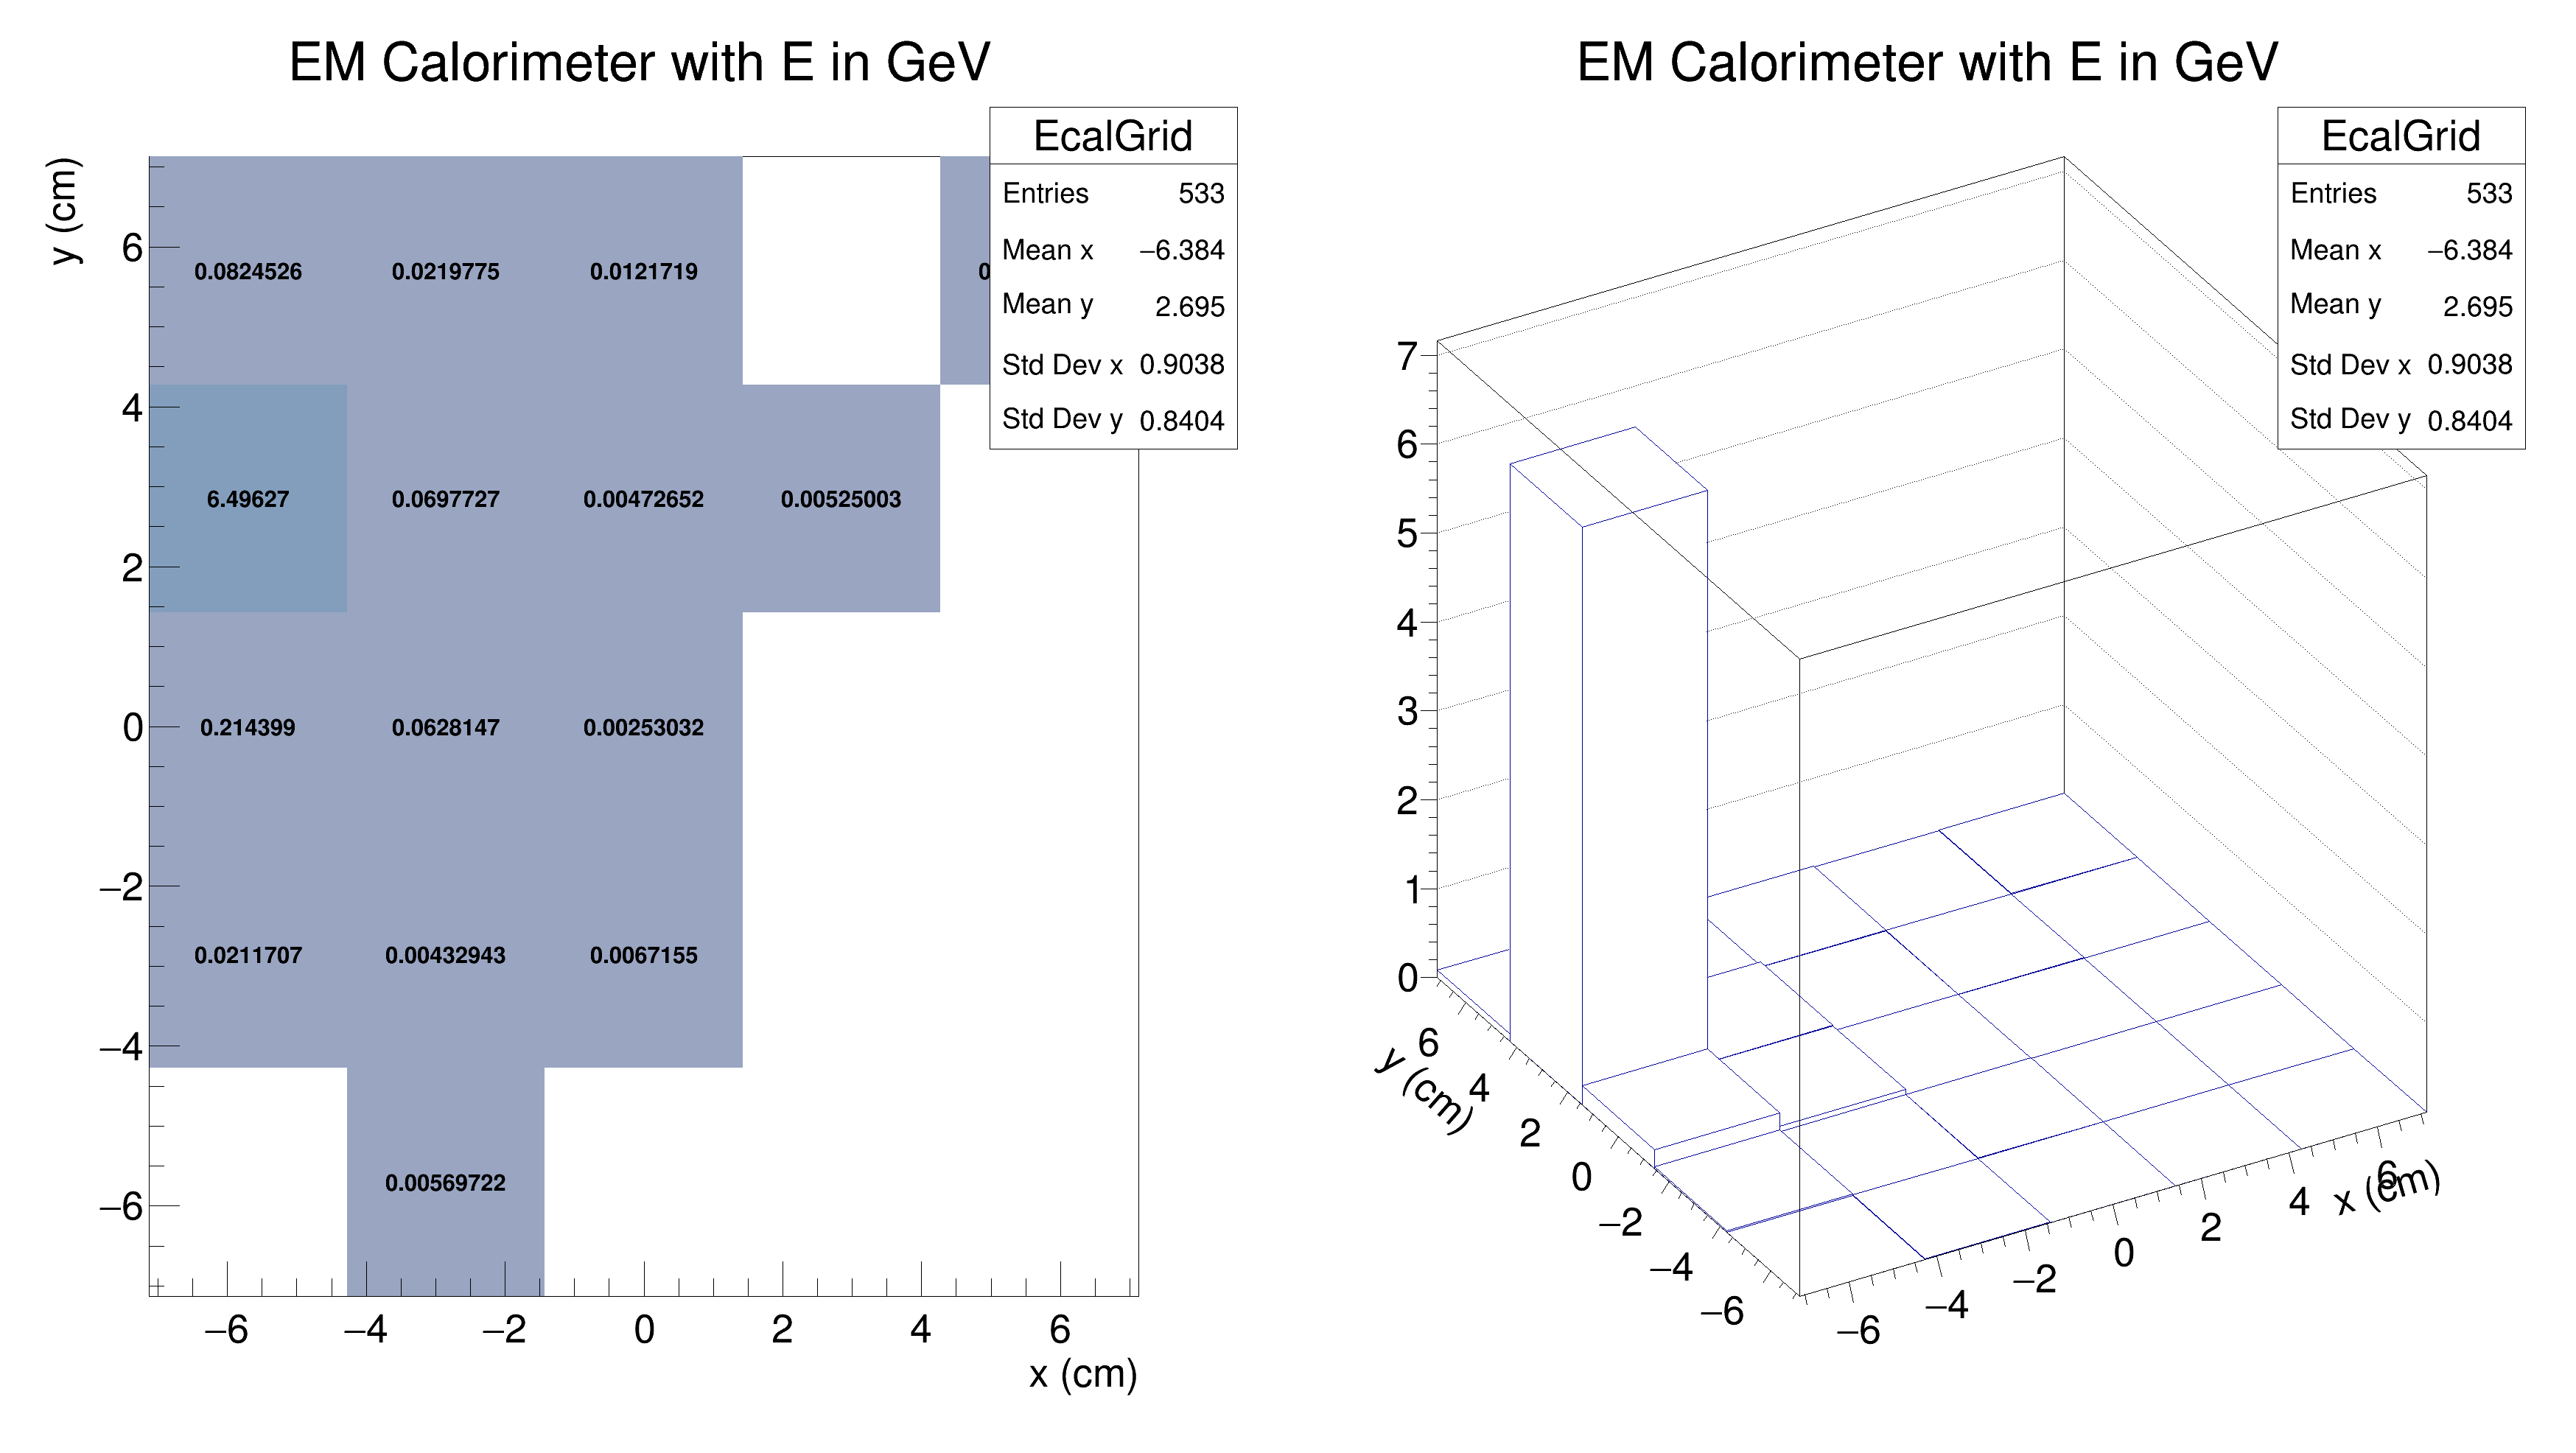 EM Calorimeter with E in GeV
EcalGrid
Entries 533
Mean x −6.384
Mean y 2.695
Std Dev x 0.9038
Std Dev y 0.8404
y (cm)
6
4
2
0
−2
−4
−6
0.0824526 0.0219775 0.0121719
6.49627 0.0697727 0.00472652 0.00525003
0.214399 0.0628147 0.00253032
0.0211707 0.00432943 0.0067155
0.00569722
−6 −4 −2 0 2 4 6
x (cm)
EM Calorimeter with E in GeV
EcalGrid
Entries 533
Mean x −6.384
Mean y 2.695
Std Dev x 0.9038
Std Dev y 0.8404
7
6
5
4
3
2
1
0
y (cm)
6
4
2
0
−2
−4
−6
−6 −4 −2 0 2 4 6
x (cm)